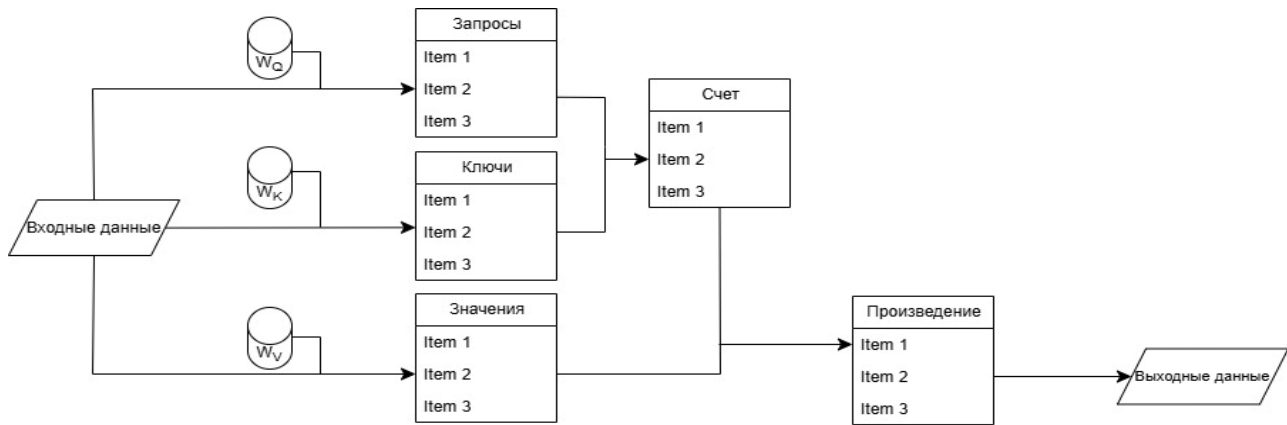 W_Q
Запросы
Item 1
Item 2
Item 3
W_K
Ключи
Item 1
Item 2
Item 3
Счет
Item 1
Item 2
Item 3
Входные данные
W_V
Значения
Item 1
Item 2
Item 3
Произведение
Item 1
Item 2
Item 3
Выходные данные